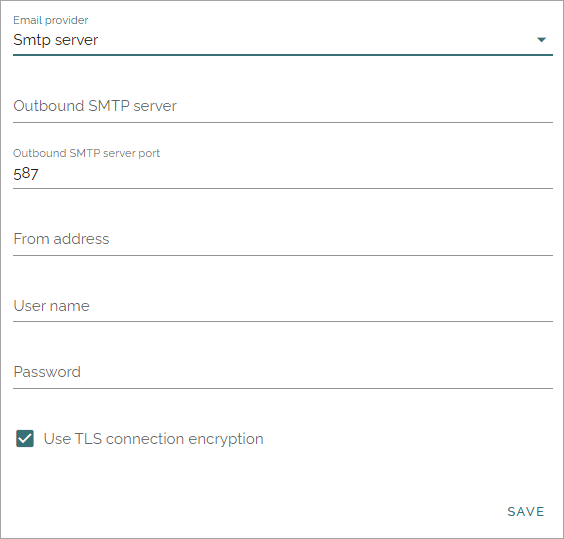 Email provider
Smtp server
Outbound SMTP server
Outbound SMTP server port
587
From address
User name
Password
Use TLS connection encryption
SAVE